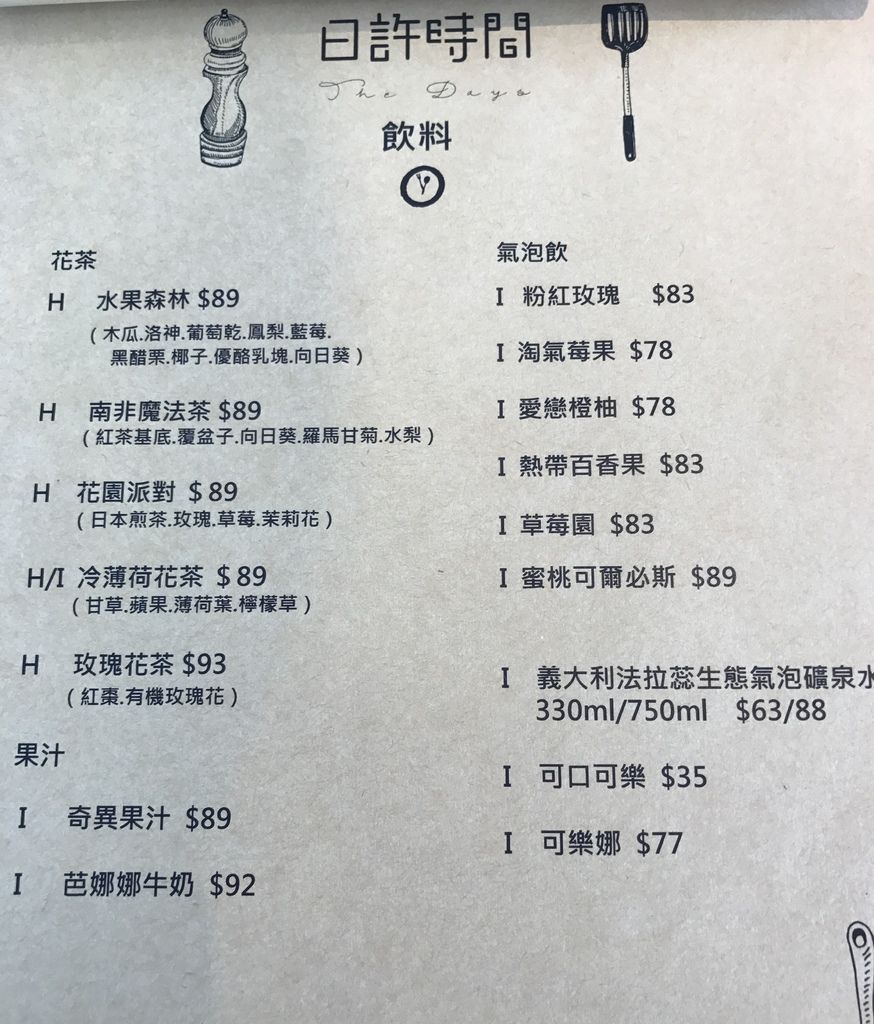 日許時間
The Days
飲料
花茶
H 水果森林 $89
(木瓜.洛神.葡萄乾.鳳梨.藍莓.
黑醋栗.椰子.優酪乳塊.向日葵)
H 南非魔法茶 $89
(紅茶基底.覆盆子.向日葵.羅馬甘菊.水梨)
H 花園派對 $89
(日本煎茶.玫瑰.草莓.茉莉花)
H/I 冷薄荷花茶 $89
(甘草.蘋果.薄荷葉.檸檬草)
H 玫瑰花茶 $93
(紅棗.有機玫瑰花)
果汁
I 奇異果汁 $89
I 芭娜娜牛奶 $92
氣泡飲
I 粉紅玫瑰 $83
I 淘氣莓果 $78
I 愛戀橙柚 $78
I 熱帶百香果 $83
I 草莓園 $83
I 蜜桃可爾必斯 $89
I 義大利法拉蕊生態氣泡礦泉水
330ml/750ml $63/88
I 可口可樂 $35
I 可樂娜 $77